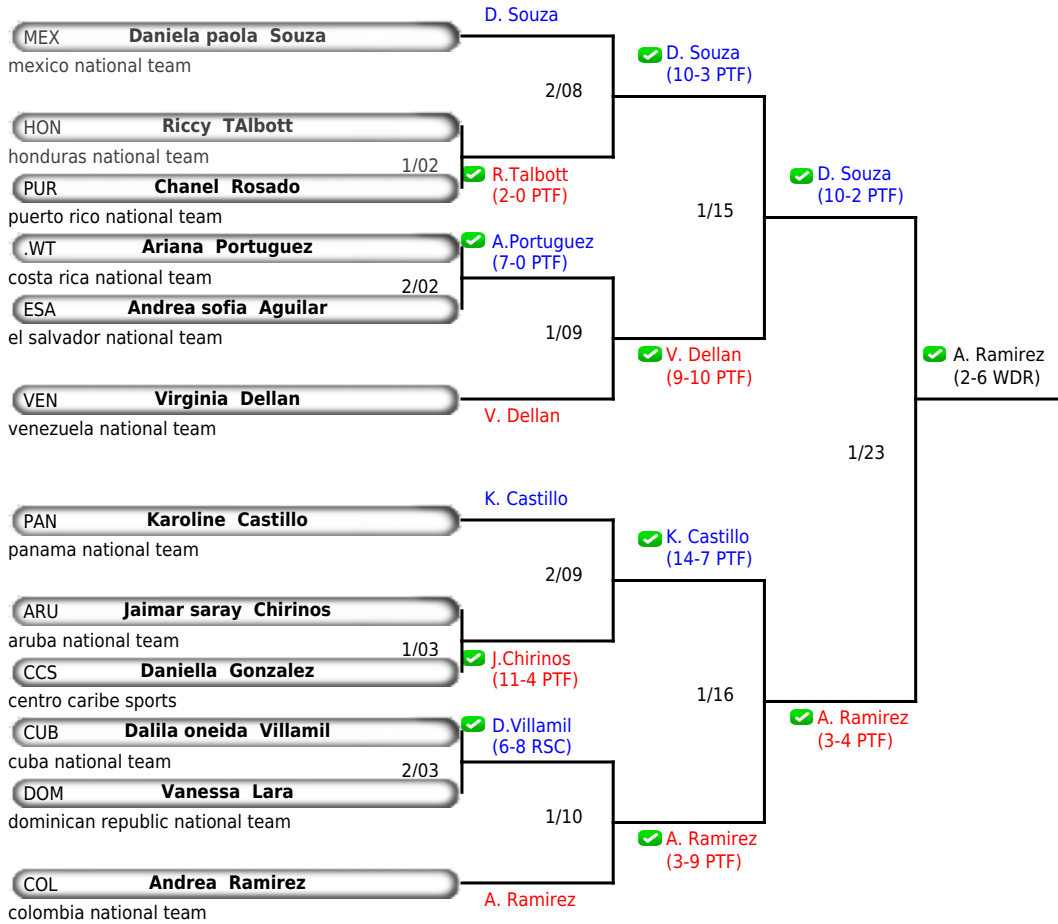 D. Souza
MEX Daniela paola Souza
mexico national team
D. Souza
(10-3 PTF)
2/08
HON Riccy TAlbott
honduras national team
1/02
R.Talbott
(2-0 PTF)
PUR Chanel Rosado
puerto rico national team
D. Souza
(10-2 PTF)
1/15
.WT Ariana Portuguez
costa rica national team
A.Portuguez
(7-0 PTF)
2/02
ESA Andrea sofia Aguilar
el salvador national team
1/09
V. Dellan
(9-10 PTF)
VEN Virginia Dellan
venezuela national team
V. Dellan
A. Ramirez
(2-6 WDR)
1/23
K. Castillo
PAN Karoline Castillo
panama national team
K. Castillo
(14-7 PTF)
2/09
ARU Jaimar saray Chirinos
aruba national team
1/03
J.Chirinos
(11-4 PTF)
CCS Daniella Gonzalez
centro caribe sports
1/16
A. Ramirez
(3-4 PTF)
CUB Dalila oneida Villamil
cuba national team
D.Villamil
(6-8 RSC)
2/03
DOM Vanessa Lara
dominican republic national team
1/10
A. Ramirez
(3-9 PTF)
COL Andrea Ramirez
colombia national team
A. Ramirez